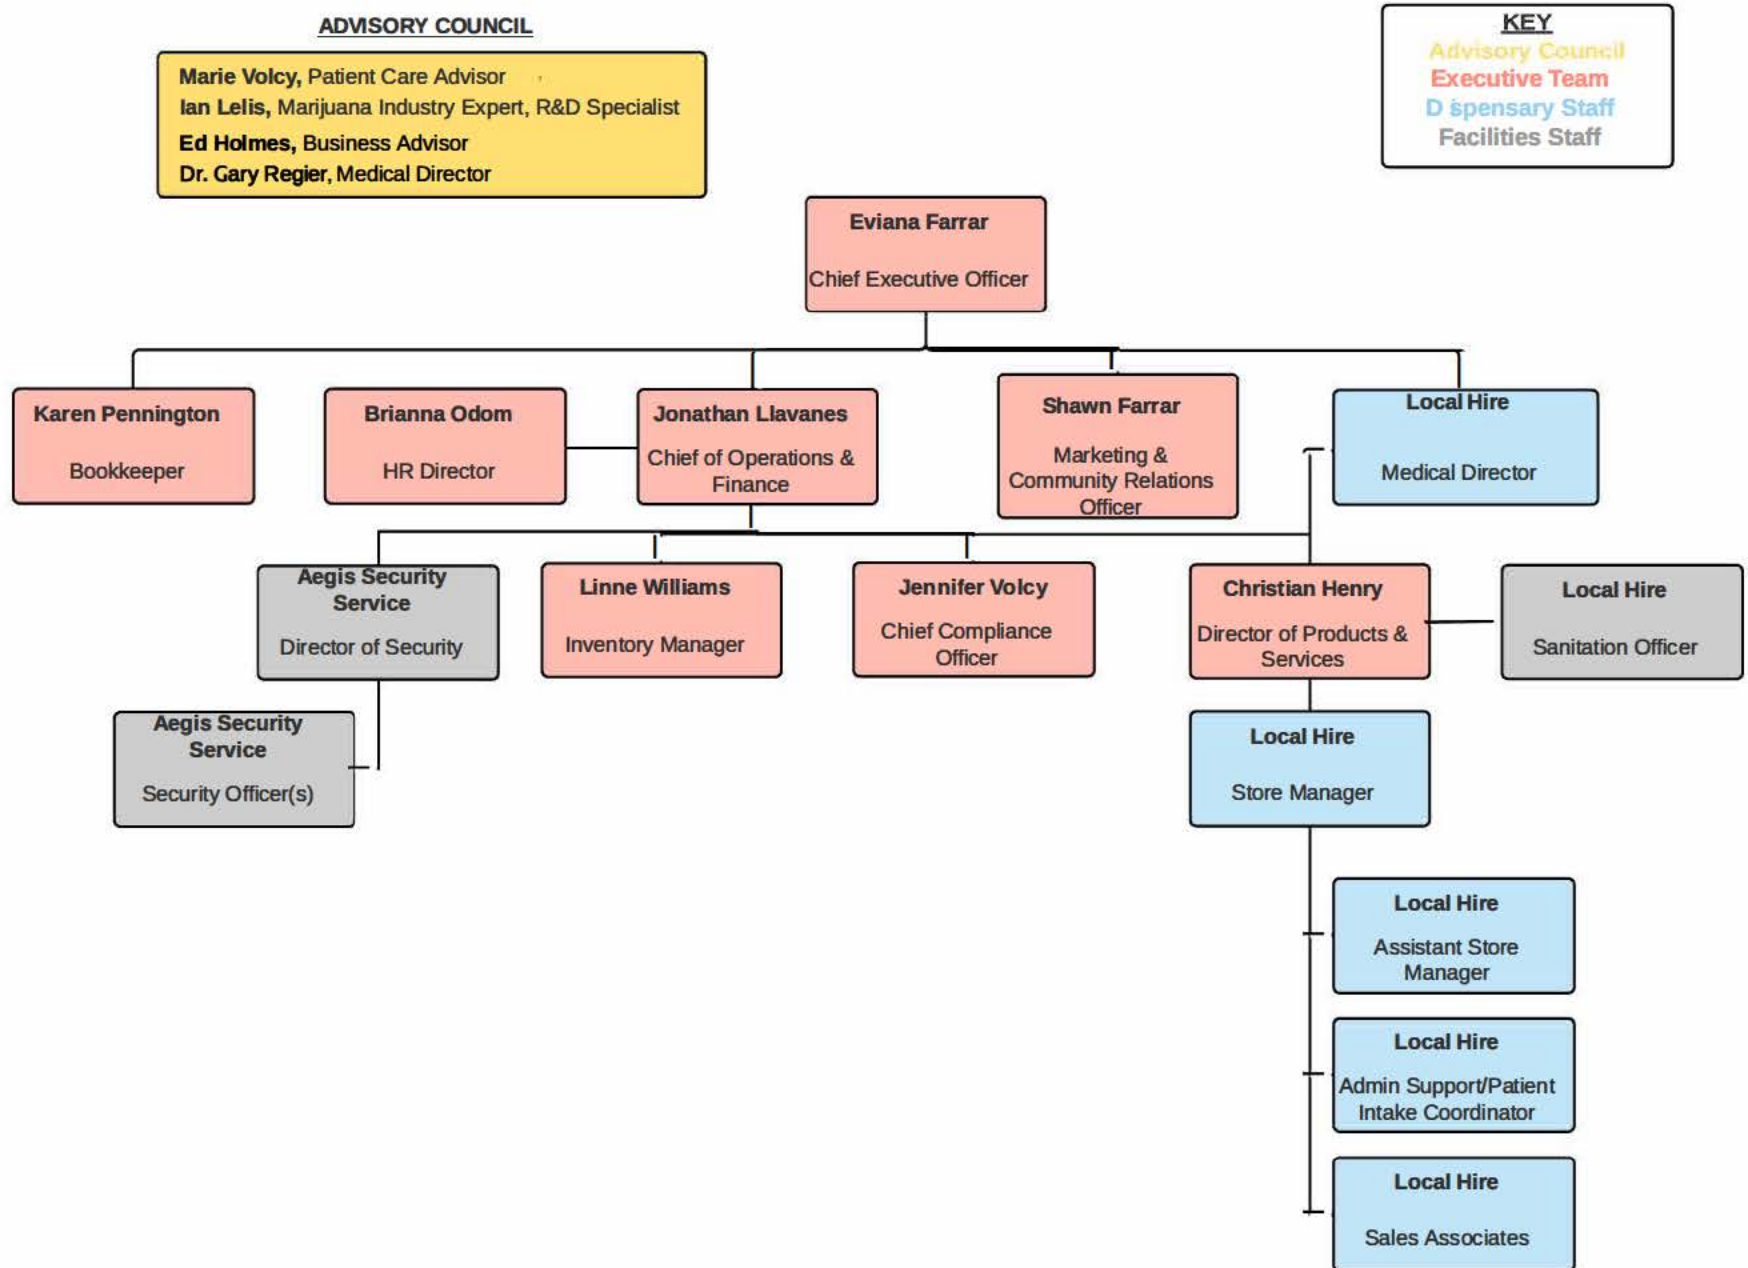 ADVISORY COUNCIL
Marie Volcy, Patient Care Advisor
Ian Lelis, Marijuana Industry Expert, R&D Specialist
Ed Holmes, Business Advisor
Dr. Gary Regier, Medical Director
KEY
Advisory Council
Executive Team
Dispensary Staff
Facilities Staff
Eviana Farrar
Chief Executive Officer
Karen Pennington
Bookkeeper
Brianna Odom
HR Director
Jonathan Llavanes
Chief of Operations &
Finance
Shawn Farrar
Marketing &
Community Relations
Officer
Local Hire
Medical Director
Aegis Security
Service
Director of Security
Linne Williams
Inventory Manager
Jennifer Volcy
Chief Compliance
Officer
Christian Henry
Director of Products &
Services
Local Hire
Sanitation Officer
Aegis Security
Service
Security Officer(s)
Local Hire
Store Manager
Local Hire
Assistant Store
Manager
Local Hire
Admin Support/Patient
Intake Coordinator
Local Hire
Sales Associates